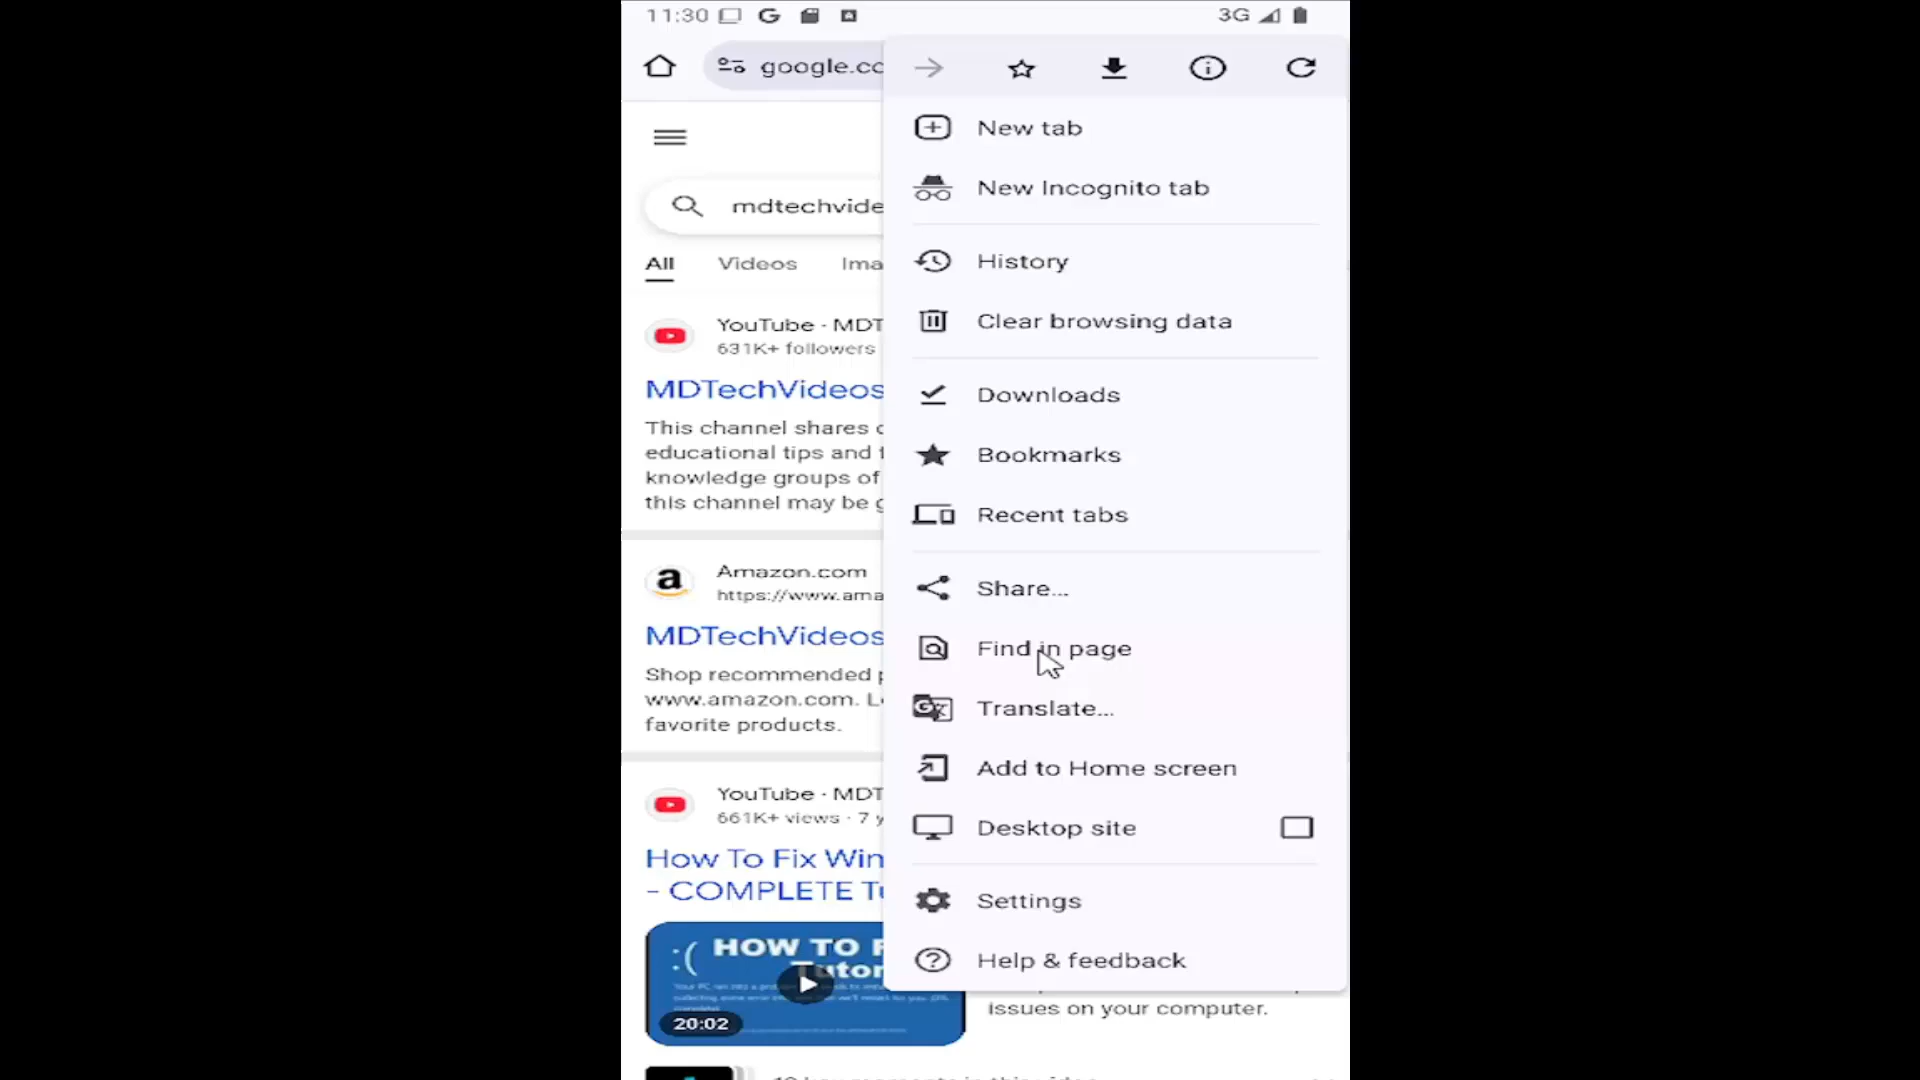 11:30
3G
google.co
New tab
New Incognito tab
mdtechvide
All Videos Ima
History
YouTube · MDT
631K+ followers
Clear browsing data
MDTechVideos
Downloads
This channel shares
educational tips and
Bookmarks
knowledge groups of
this channel may be
Recent tabs
Amazon.com
https://www.ama
Share...
MDTechVideos
Find in page
Shop recommended
www.amazon.com.
favorite products.
Translate...
Add to Home screen
YouTube · MDT
661K+ views · 7 y
Desktop site
How To Fix Win
- COMPLETE Tu
Settings
:( HOW TO F
Tutor
Help & feedback
20:02
issues on your computer.